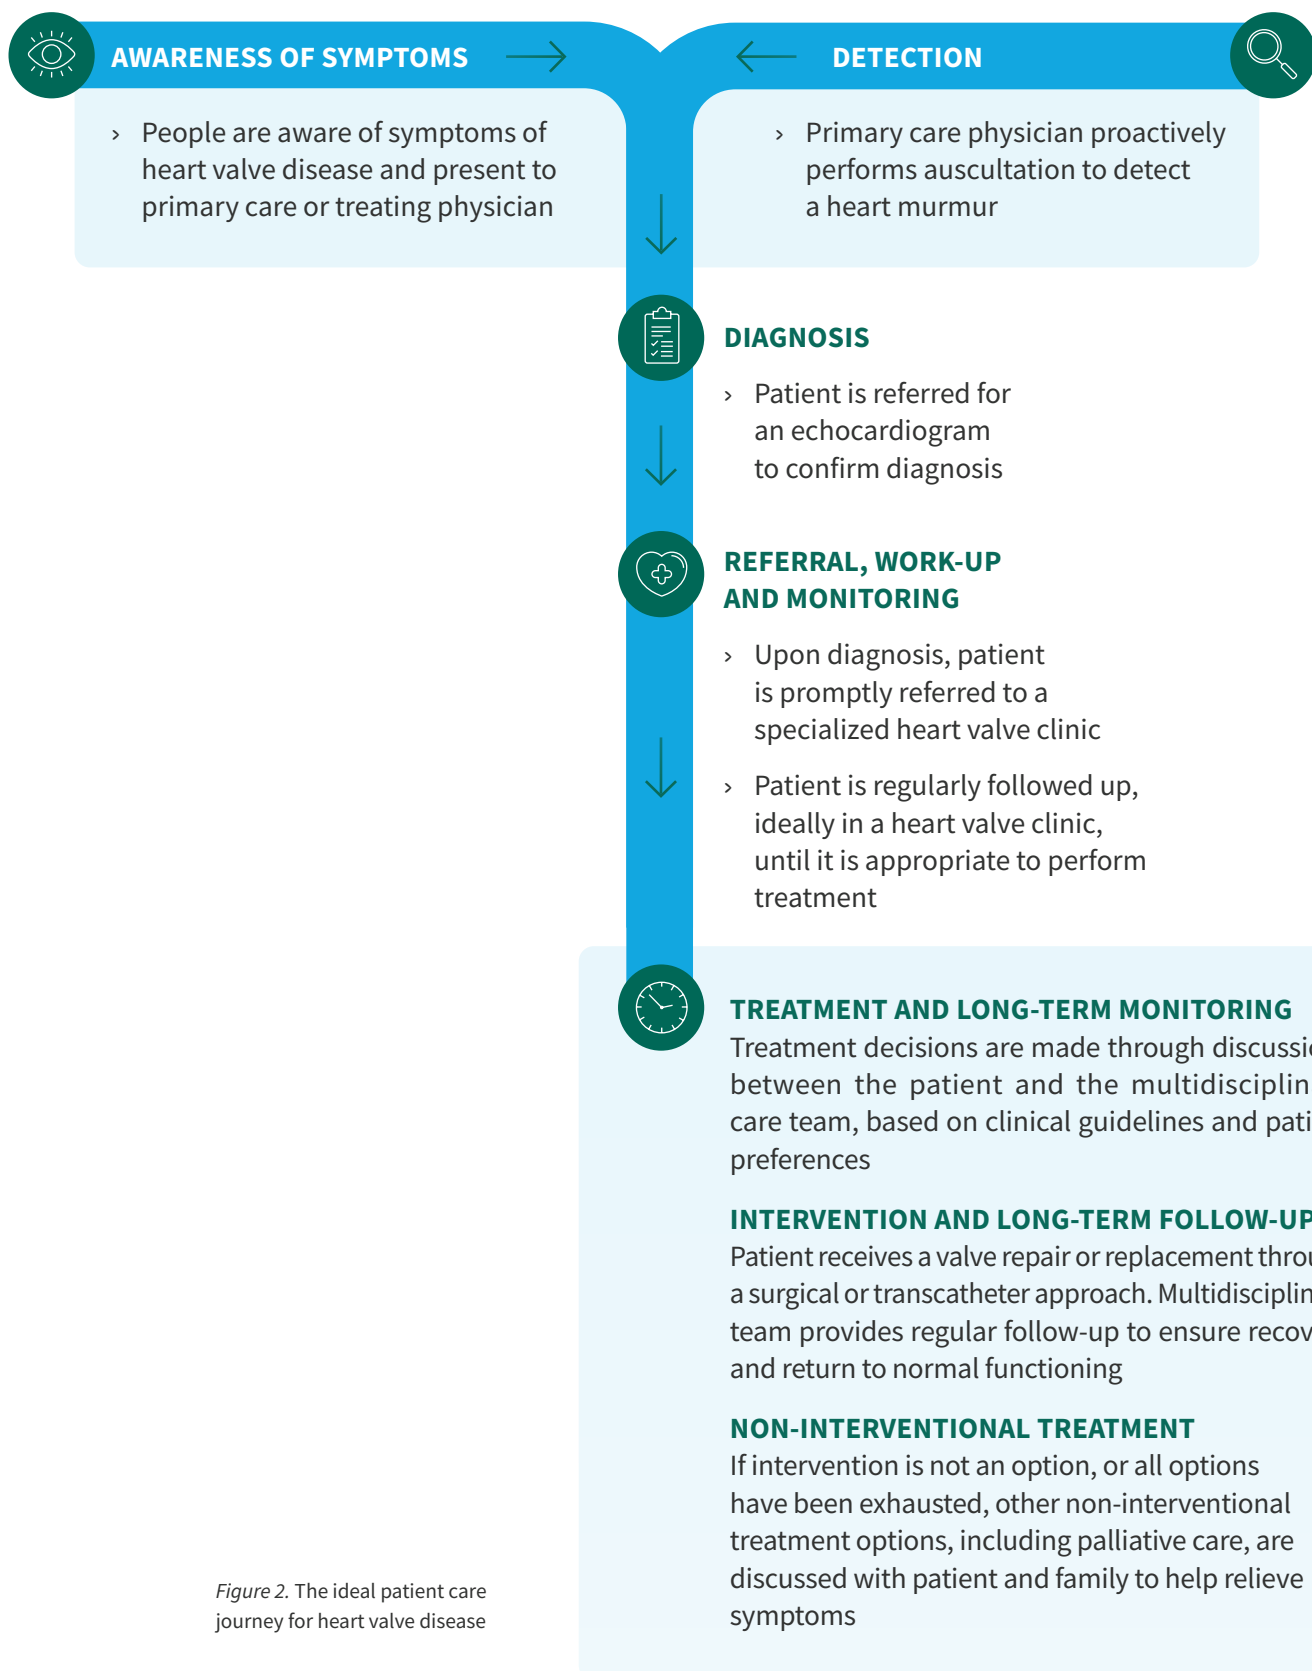 AWARENESS OF SYMPTOMS
› People are aware of symptoms of
heart valve disease and present to
primary care or treating physician
DETECTION
› Primary care physician proactively
performs auscultation to detect
a heart murmur
DIAGNOSIS
› Patient is referred for
an echocardiogram
to confirm diagnosis
REFERRAL, WORK-UP
AND MONITORING
› Upon diagnosis, patient
is promptly referred to a
specialized heart valve clinic
› Patient is regularly followed up,
ideally in a heart valve clinic,
until it is appropriate to perform
treatment
TREATMENT AND LONG-TERM MONITORING
Treatment decisions are made through
between the patient and the
care team, based on clinical guidelines and
preferences
INTERVENTION AND LONG-TERM FOLLOW-UP
Patient receives a valve repair or replacement
a surgical or transcatheter approach.
team provides regular follow-up to ensure
and return to normal functioning
NON-INTERVENTIONAL TREATMENT
If intervention is not an option, or all options
have been exhausted, other non-interventional
treatment options, including palliative care, are
discussed with patient and family to help relieve
symptoms
Figure 2. The ideal patient care
journey for heart valve disease